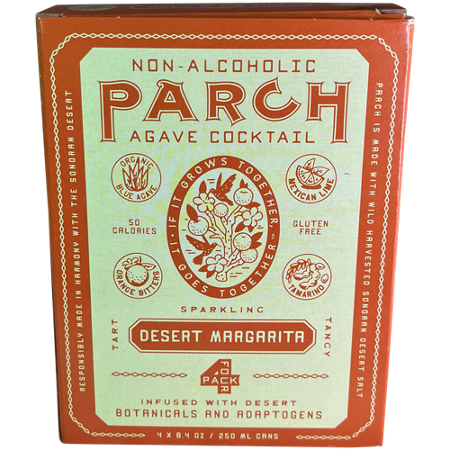 NON-ALCOHOLIC
PARCH
AGAVE COCKTAIL
ORGANIC
BLUE AGAVE
MEXICAN LIME
IF IT GROWS TOGETHER,
IT GOES TOGETHER
50
CALORIES
GLUTEN
FREE
ORANGE BITTERS
AMARINO
SPARKLING
TART
DESERT MARGARITA
TANGY
4
FOUR
PACK
INFUSED WITH DESERT
BOTANICALS AND ADAPTOGENS
4 X 8.4 OZ / 250 ML CANS
RESPONSIBLY MADE IN HARMONY WITH THE SONORAN DESERT
PARCH IS MADE WITH WILD HARVESTED SONORAN DESERT SALT